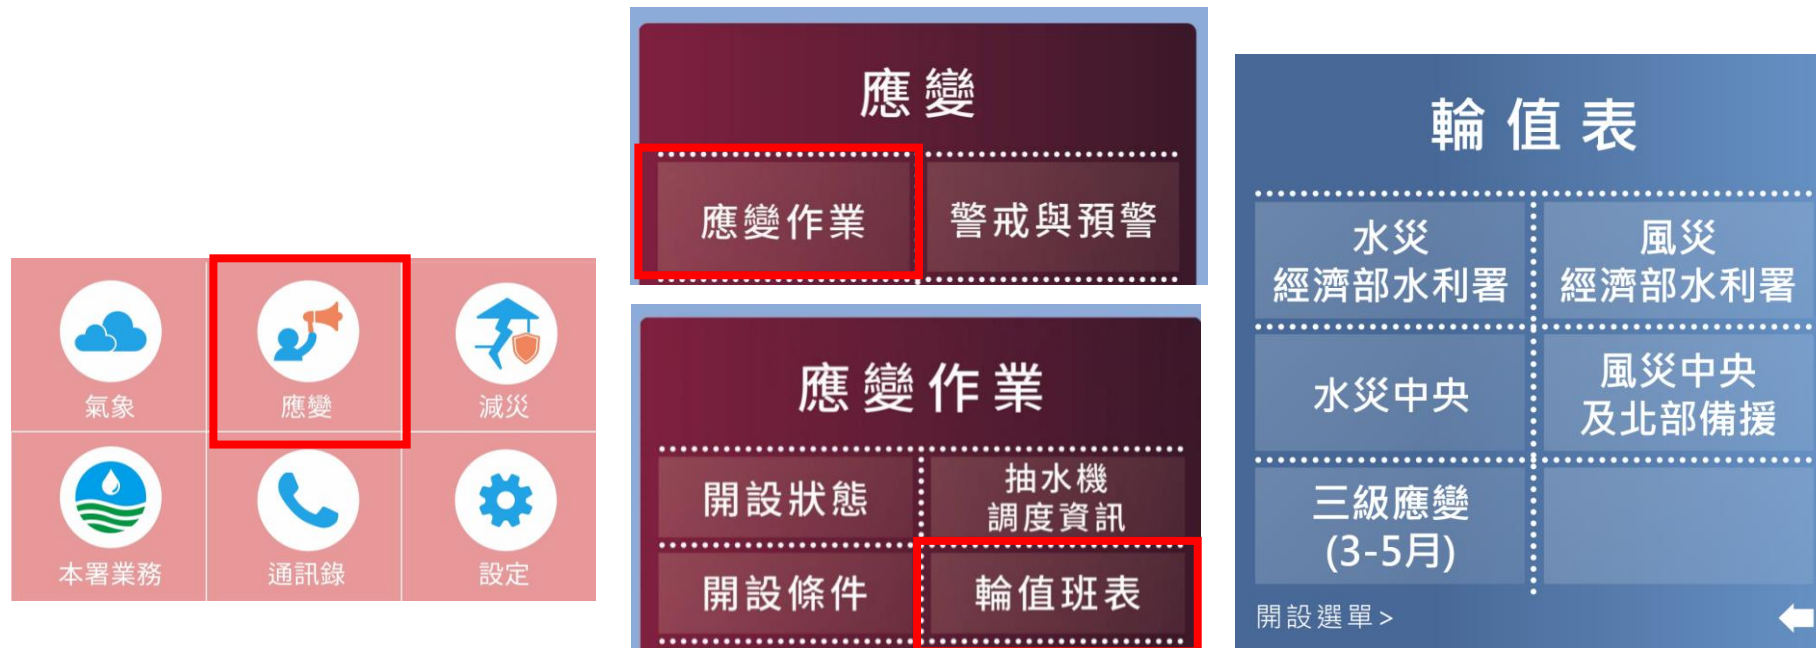 氣象
應變
減災
本署業務
通訊錄
設定
應變
應變作業
警戒與預警
應變作業
開設狀態
抽水機
調度資訊
開設條件
輪值班表
輪值表
水災
經濟部水利署
風災
經濟部水利署
水災中央
風災中央
及北部備援
三級應變
(3-5月)
開設選單>